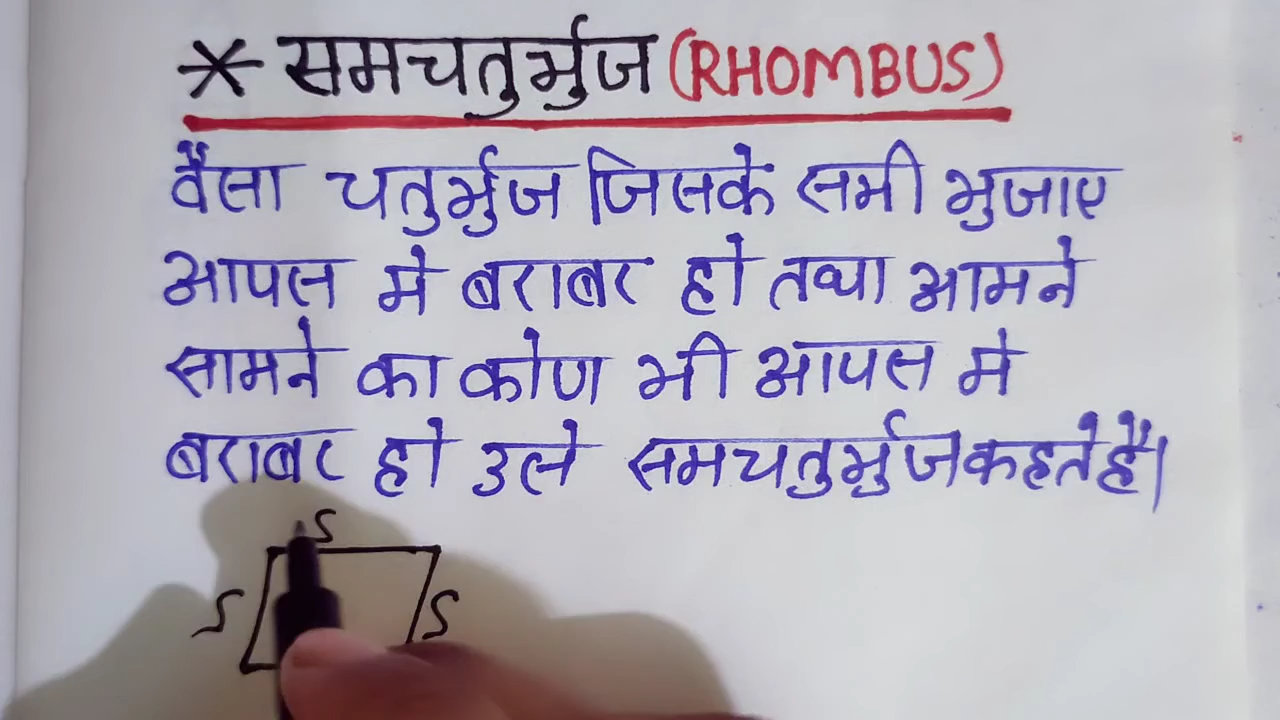 * समचतुर्भुज (RHOMBUS)
वैसा चतुर्भुज जिसके सभी भुजाए
आपस मे बराबर हो तथा आमने
सामने का कोण भी आपस मे
बराबर हो उसे समचतुर्भुज कहते है।
S
S S